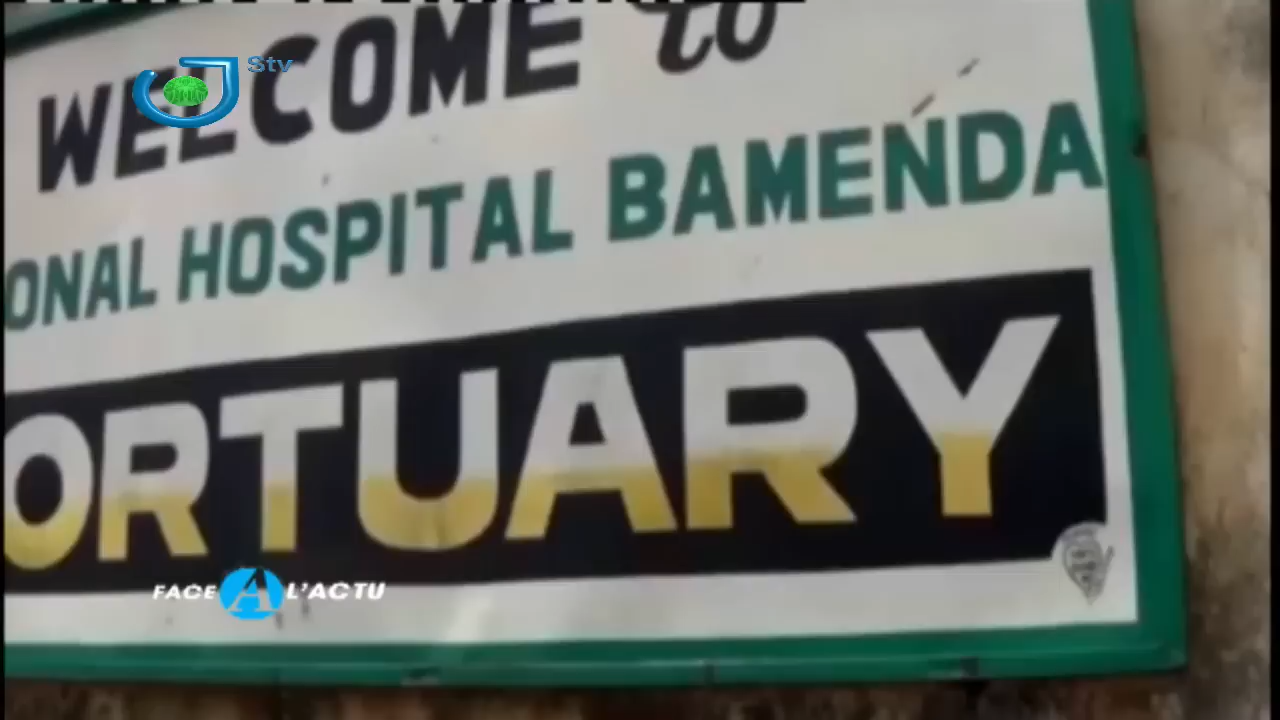 WELCOME to
Stv
ONAL HOSPITAL BAMENDA
ORTUARY
FACE A L'ACTU